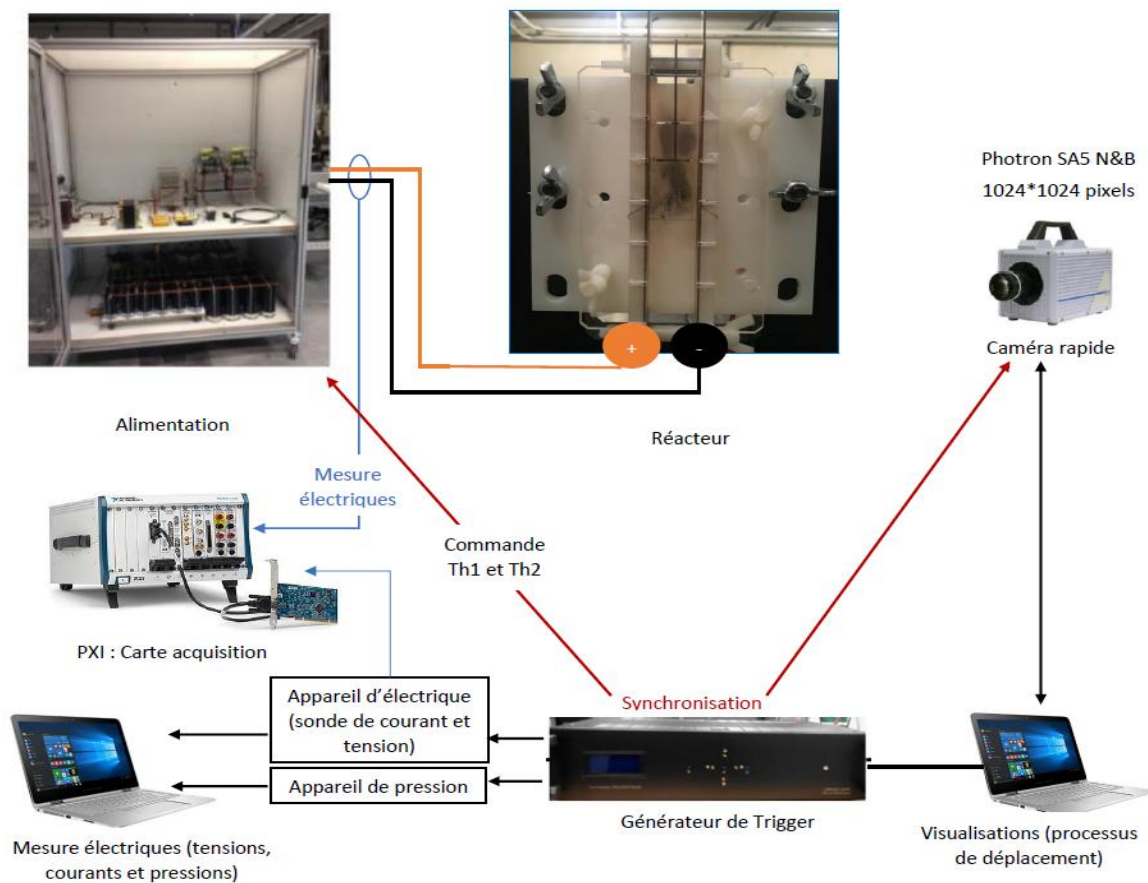 Photron SA5 N&B
1024*1024 pixels
+
-
Caméra rapide
Alimentation
Réacteur
Mesure
électriques
Commande
Th1 et Th2
PXI : Carte acquisition
Appareil d'électrique
(sonde de courant et
tension)
Synchronisation
Appareil de pression
Générateur de Trigger
Mesure électriques (tensions,
courants et pressions)
Visualisations (processus
de déplacement)